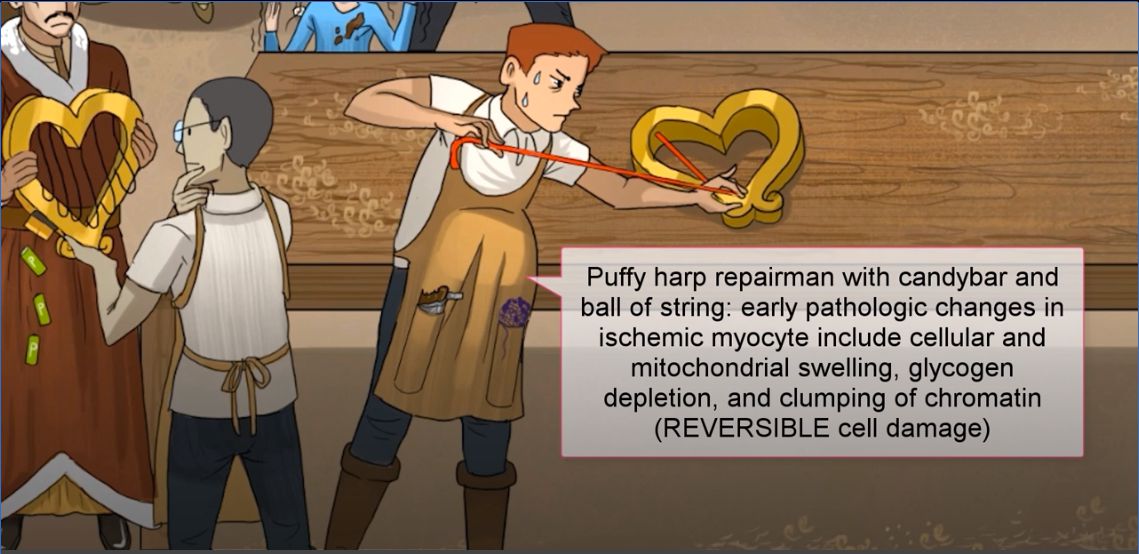 Puffy harp repairman with candybar and
ball of string: early pathologic changes in
ischemic myocyte include cellular and
mitochondrial swelling, glycogen
depletion, and clumping of chromatin
(REVERSIBLE cell damage)
P